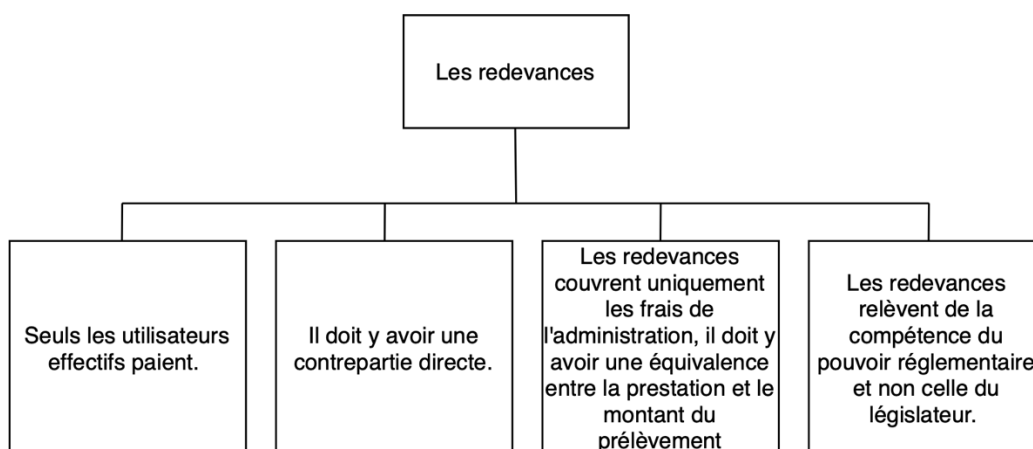 Les redevances
Seuls les utilisateurs
effectifs paient.
Il doit y avoir une
contrepartie directe.
Les redevances
couvrent uniquement
les frais de
l'administration, il doit y
avoir une équivalence
entre la prestation et le
montant du
prélèvement
Les redevances
relèvent de la
compétence du
pouvoir réglementaire
et non celle du
législateur.